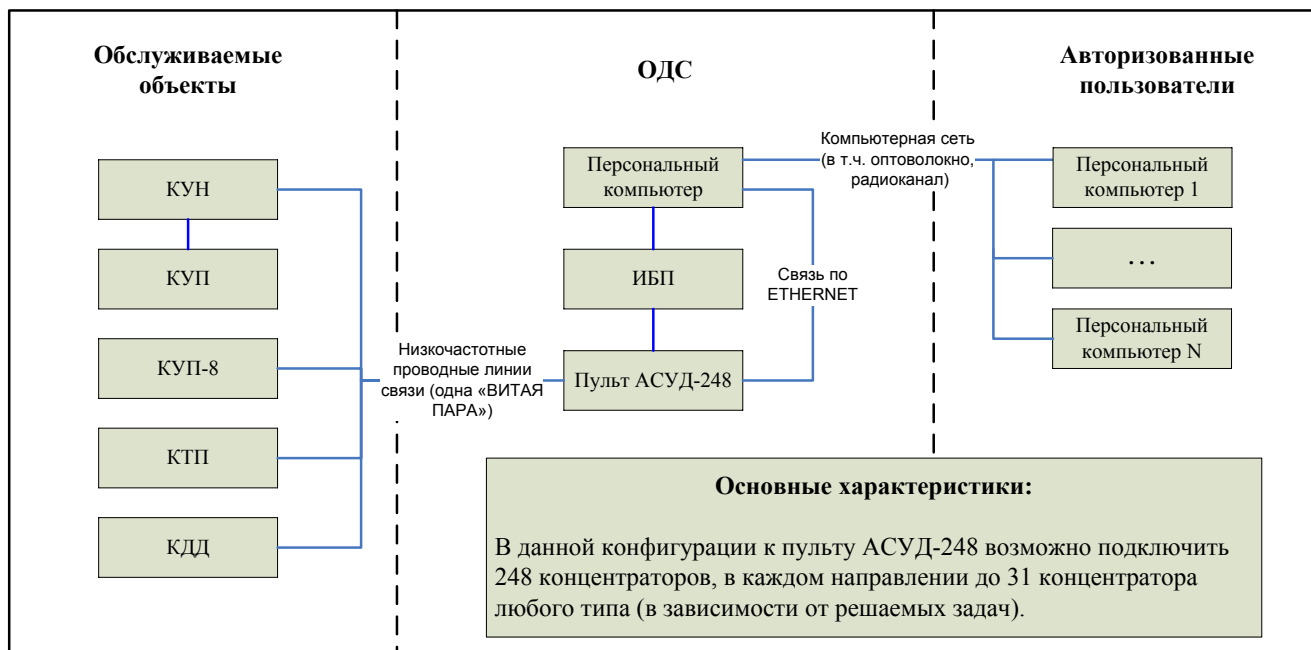 Обслуживаемые
объекты
КУН
КУП
КУП-8
КТП
КДД
Низкочастотные
проводные линии
связи (одна «ВИТАЯ
ПАРА»)
ОДС
Персональный
компьютер
ИБП
Пульт АСУД-248
Связь по
ETHERNET
Компьютерная сеть
(в т.ч. оптоволокно,
радиоканал)
Авторизованные
пользователи
Персональный
компьютер 1
...
Персональный
компьютер N
Основные характеристики:
В данной конфигурации к пульту АСУД-248 возможно подключить
248 концентраторов, в каждом направлении до 31 концентратора
любого типа (в зависимости от решаемых задач).